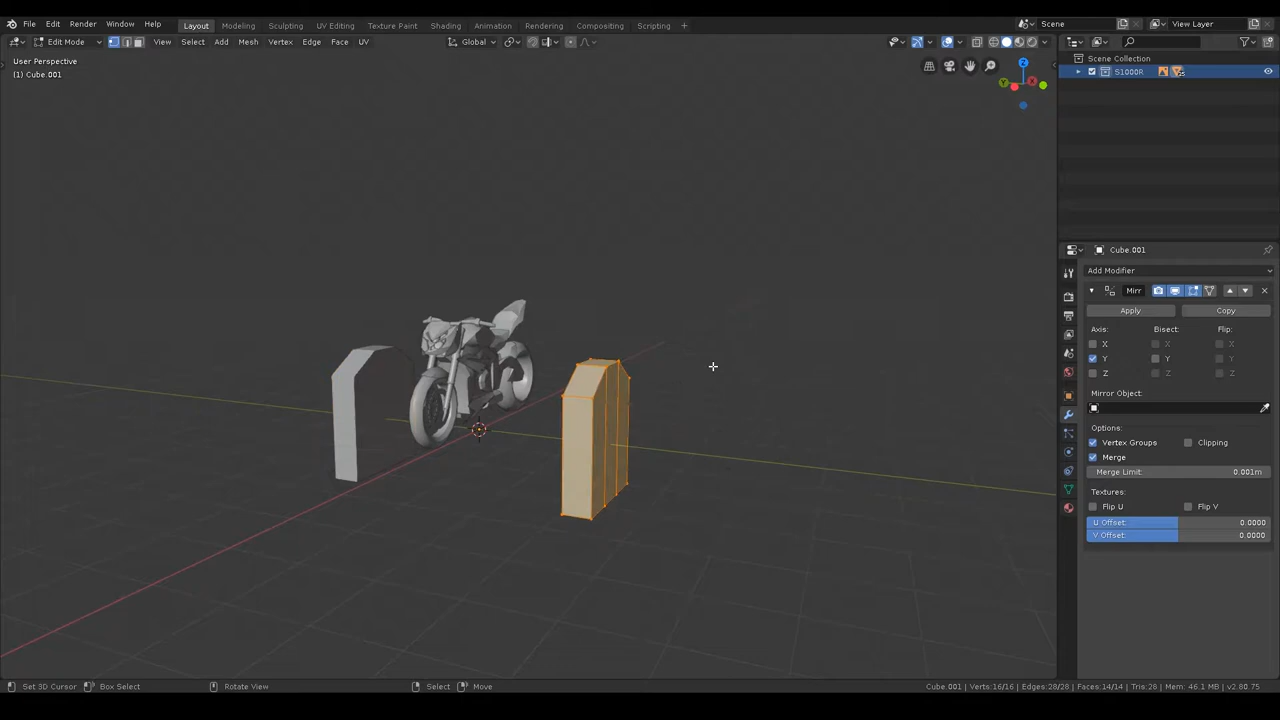 File Edit Render Window Help Layout Modeling Sculpting UV Editing Texture Paint Shading Animation Rendering Compositing Scripting + Scene View Layer
Edit Mode View Select Add Mesh Vertex Edge Face UV Global
User Perspective
(1) Cube.001
Z
Y
X
Scene Collection
S1000R
Cube.001
Add Modifier
Mirr
Apply Copy
Axis: Bisect: Flip:
X X X
Y Y Y
Z Z Z
Mirror Object:
Options:
Vertex Groups Clipping
Merge
Merge Limit: 0.001m
Textures:
Flip U Flip V
U Offset: 0.0000
V Offset: 0.0000
Set 3D Cursor Box Select Rotate View Select Move Cube.001 | Verts:16/16 | Edges:28/28 | Faces:14/14 | Tris:28 | Mem: 46.1 MB | v2.80.75